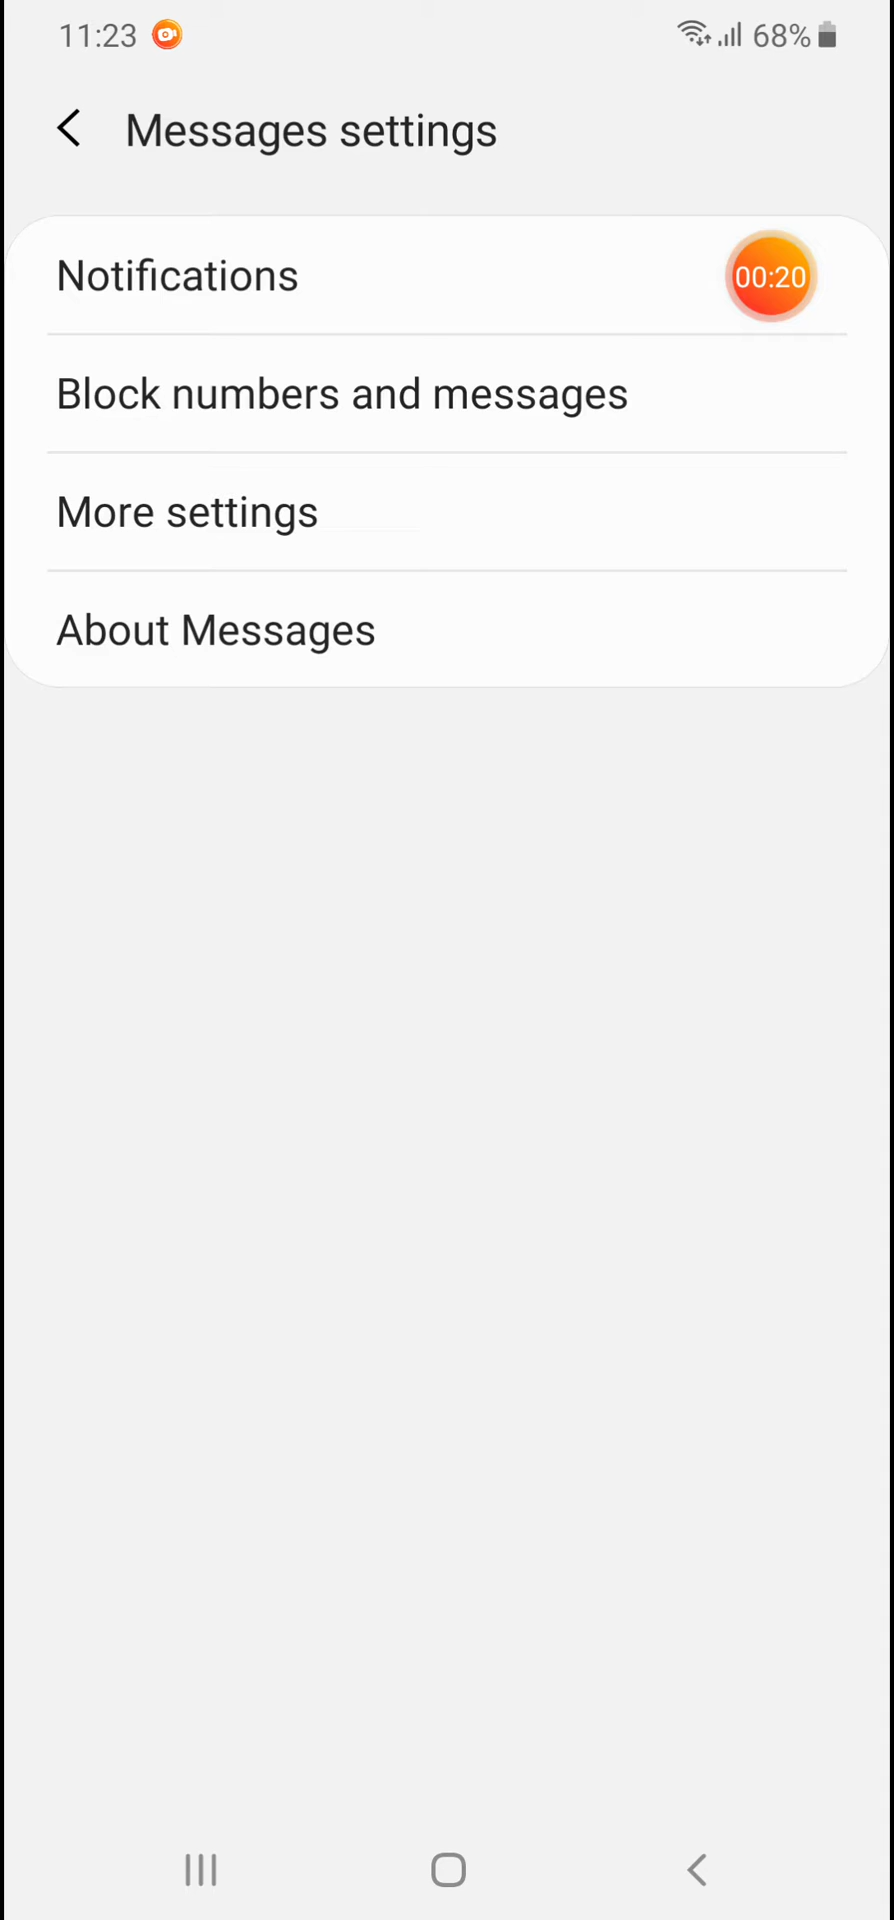 11:23 68%
Messages settings
Notifications 00:20
Block numbers and messages
More settings
About Messages